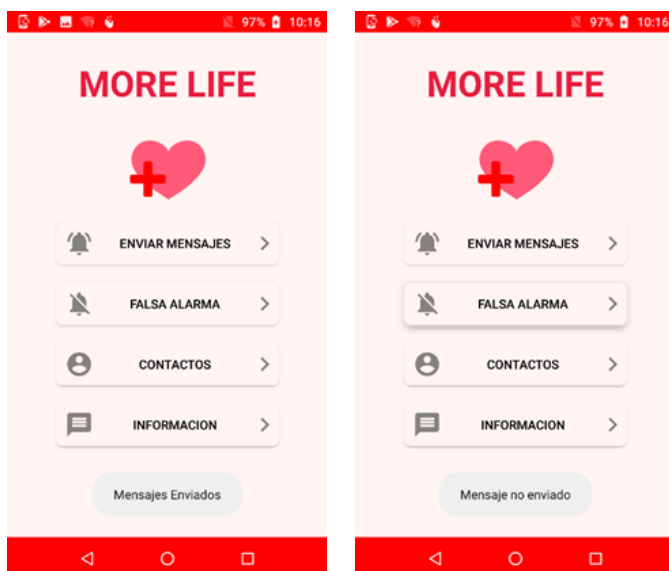 97% 10:16
MORE LIFE
ENVIAR MENSAJES
FALSA ALARMA
CONTACTOS
INFORMACION
Mensajes Enviados
97% 10:16
MORE LIFE
ENVIAR MENSAJES
FALSA ALARMA
CONTACTOS
INFORMACION
Mensaje no enviado